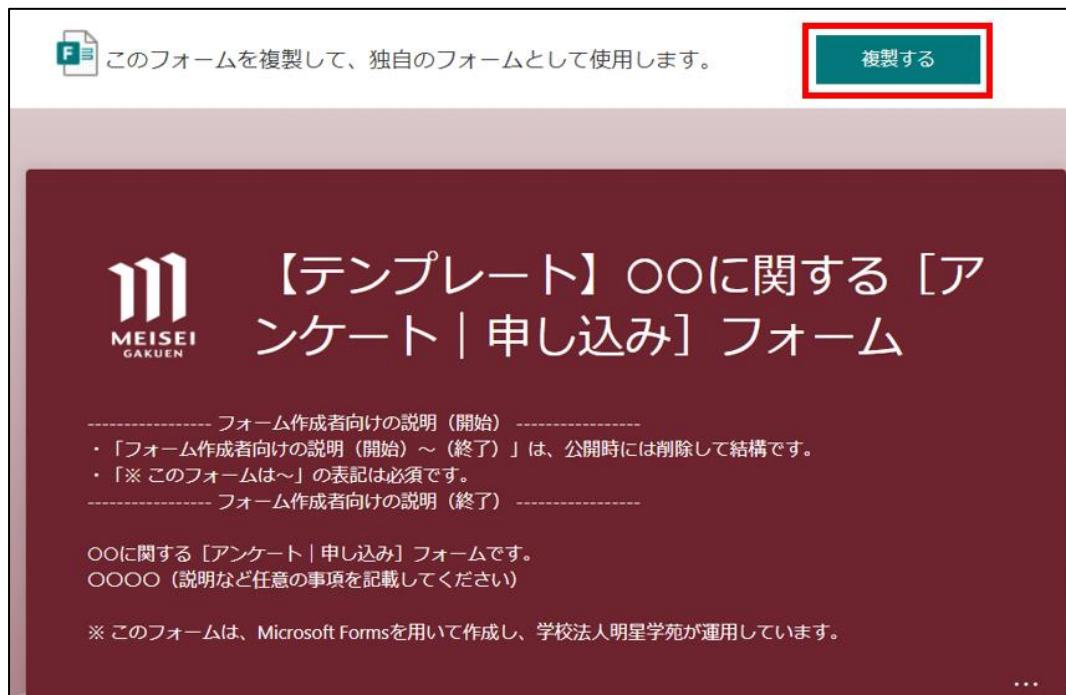 このフォームを複製して、独自のフォームとして使用します。
複製する
【テンプレート】〇〇に関する［ア
ンケート｜申し込み］フォーム
MEISEI
GAKUEN
----------------- フォーム作成者向けの説明（開始） -----------------
・「フォーム作成者向けの説明（開始）～（終了）」は、公開時には削除して結構です。
・「※ このフォームは～」の表記は必須です。
----------------- フォーム作成者向けの説明（終了） -----------------
〇〇に関する［アンケート｜申し込み］フォームです。
〇〇〇〇（説明など任意の事項を記載してください）
※ このフォームは、Microsoft Formsを用いて作成し、学校法人明星学苑が運用しています。